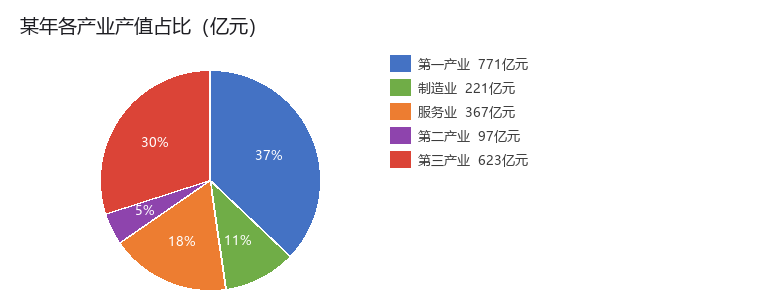 某年各产业产值占比（亿元）
第一产业 771亿元
制造业 221亿元
服务业 367亿元
第二产业 97亿元
第三产业 623亿元
30%
37%
5%
18%
11%